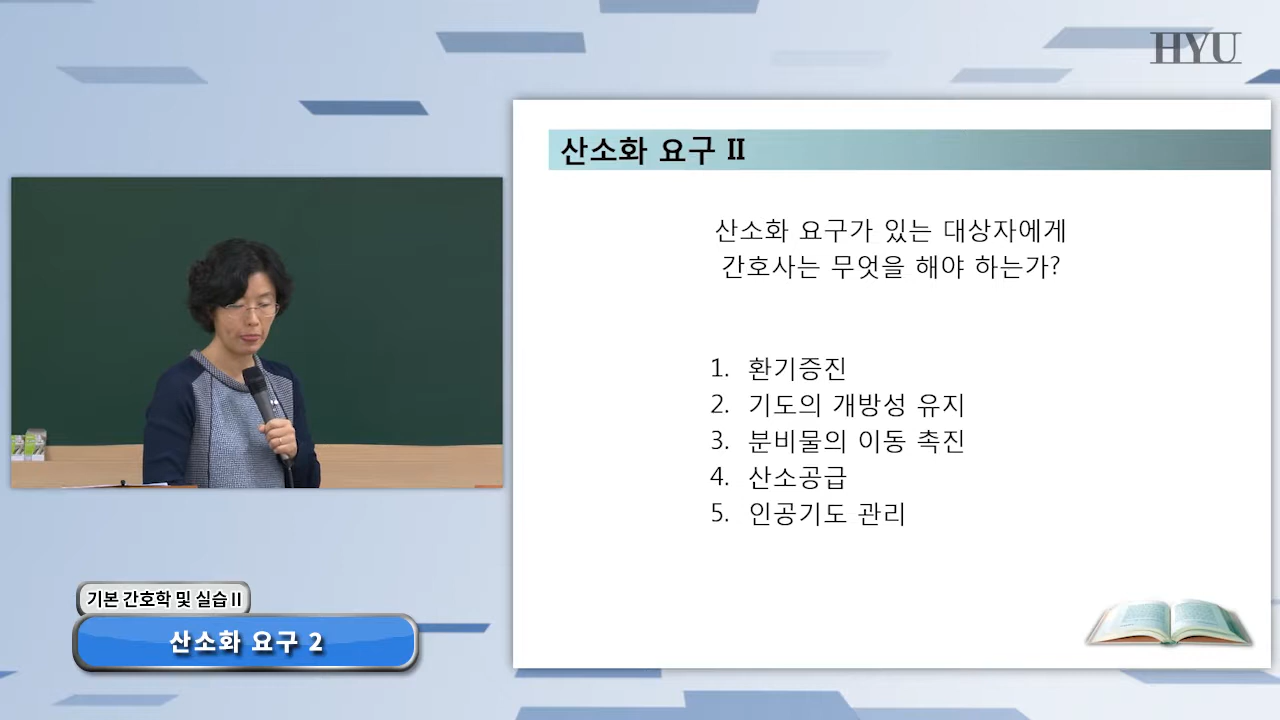 HYU
산소화 요구 II
산소화 요구가 있는 대상자에게
간호사는 무엇을 해야 하는가?
1. 환기증진
2. 기도의 개방성 유지
3. 분비물의 이동 촉진
4. 산소공급
5. 인공기도 관리
기본 간호학 및 실습 II
산소화 요구 2